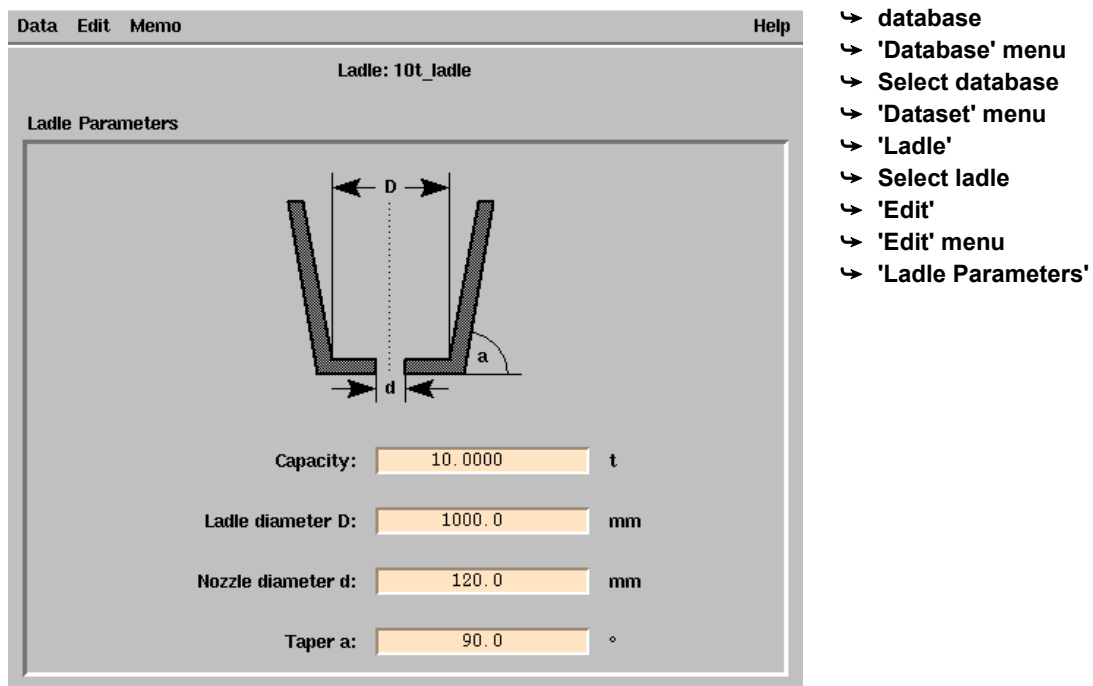 Data Edit Memo Help
Ladle: 10t_ladle
Ladle Parameters
D
a
d
Capacity: 10.0000 t
Ladle diameter D: 1000.0 mm
Nozzle diameter d: 120.0 mm
Taper a: 90.0 °
↪ database
↪ 'Database' menu
↪ Select database
↪ 'Dataset' menu
↪ 'Ladle'
↪ Select ladle
↪ 'Edit'
↪ 'Edit' menu
↪ 'Ladle Parameters'